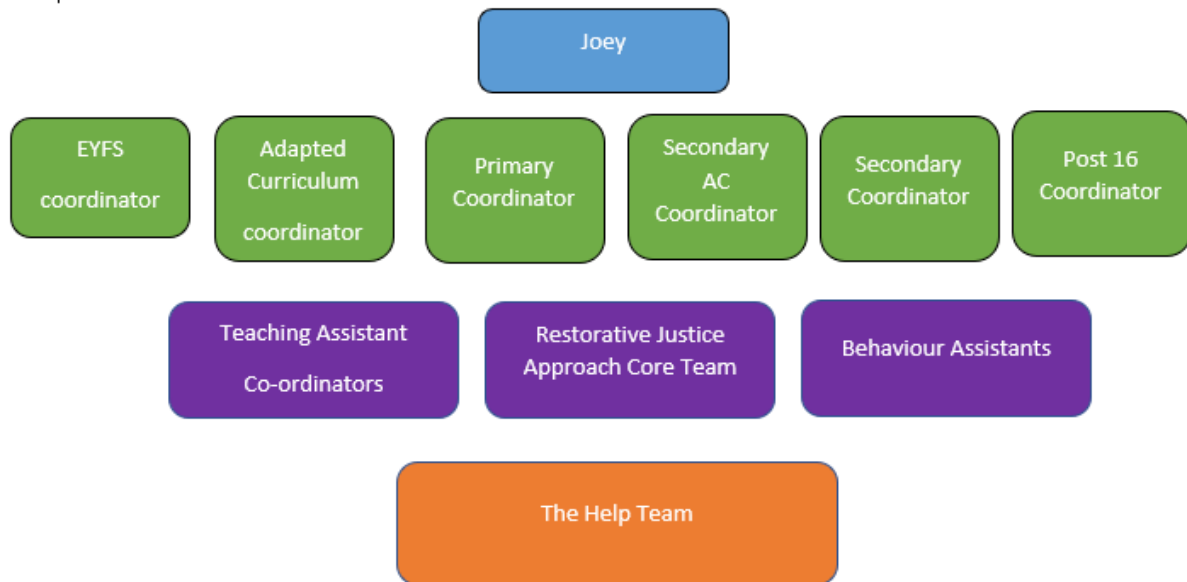 Joey
EYFS
coordinator
Adapted
Curriculum
coordinator
Primary
Coordinator
Secondary
AC
Coordinator
Secondary
Coordinator
Post 16
Coordinator
Teaching Assistant
Co-ordinators
Restorative Justice
Approach Core Team
Behaviour Assistants
The Help Team